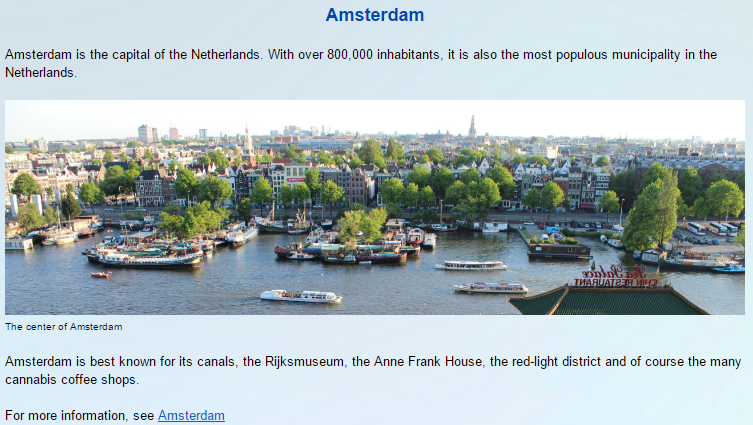 Amsterdam
Amsterdam is the capital of the Netherlands. With over 800,000 inhabitants, it is also the most populous municipality in the
Netherlands.
Sea Palace
CHIN RESTAURANT
The center of Amsterdam
Amsterdam is best known for its canals, the Rijksmuseum, the Anne Frank House, the red-light district and of course the many
cannabis coffee shops.
For more information, see Amsterdam